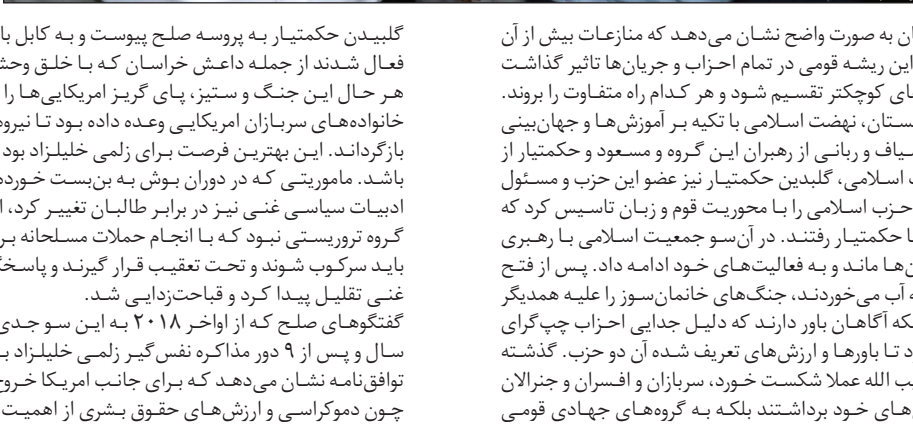 ان به صورت واضح نشان می‌دهد که منازعات بیش از آن
این ریشه قومی در تمام احزاب و جریان‌ها تاثیر گذاشت
های کوچکتر تقسیم شود و هر کدام راه متفاوت را بروند.
ستان، نهضت اسلامی با تکیه بر آموزش‌ها و جهان‌بینی
یاف و ربانی از رهبران این گروه و مسعود و حکمتیار از
اسلامی، گلبدین حکمتیار نیز عضو این حزب و مسئول
حزب اسلامی را با محوریت قوم و زبان تاسیس کرد که
ا حکمتیار رفتند. در آن‌سو جمعیت اسلامی با رهبری
ن‌ها ماند و به فعالیت‌های خود ادامه داد. پس از فتح
ه آب می‌خوردند، جنگ‌های خانمان‌سوز را علیه همدیگر
که آگاهان باور دارند که دلیل جدایی احزاب چپ‌گرای
د تا باورها و ارزش‌های تعریف شده آن دو حزب. گذشته
یب الله عملا شکست خورد، سربازان و افسران و جنرالان
های خود برداشتند بلکه به گروه‌های جهادی قومی
گلبیدن حکمتیار به پروسه صلح پیوست و به کابل با
فعال شدند از جمله داعش خراسان که با خلق وحش
هر حال این جنگ و ستیز، پای گریز امریکایی‌ها را
خانواده‌های سربازان امریکایی وعده داده بود تا نیرو
بازگرداند. این بهترین فرصت برای زلمی خلیلزاد بود
باشد. ماموریتی که در دوران بوش به بن‌بست خورده
ادبیات سیاسی غنی نیز در برابر طالبان تغییر کرد، ا
گروه تروریستی نبود که با انجام حملات مسلحانه بر
باید سرکوب شوند و تحت تعقیب قرار گیرند و پاسخگ
غنی تقلیل پیدا کرد و قباحت‌زدایی شد.
گفتگوهای صلح که از اواخر ۲۰۱۸ به این سو جدی
سال و پس از ۹ دور مذاکره نفس‌گیر زلمی خلیلزاد ب
توافق‌نامه نشان می‌دهد که برای جانب امریکا خروج
چون دموکراسی و ارزش‌های حقوق بشری از اهمیت